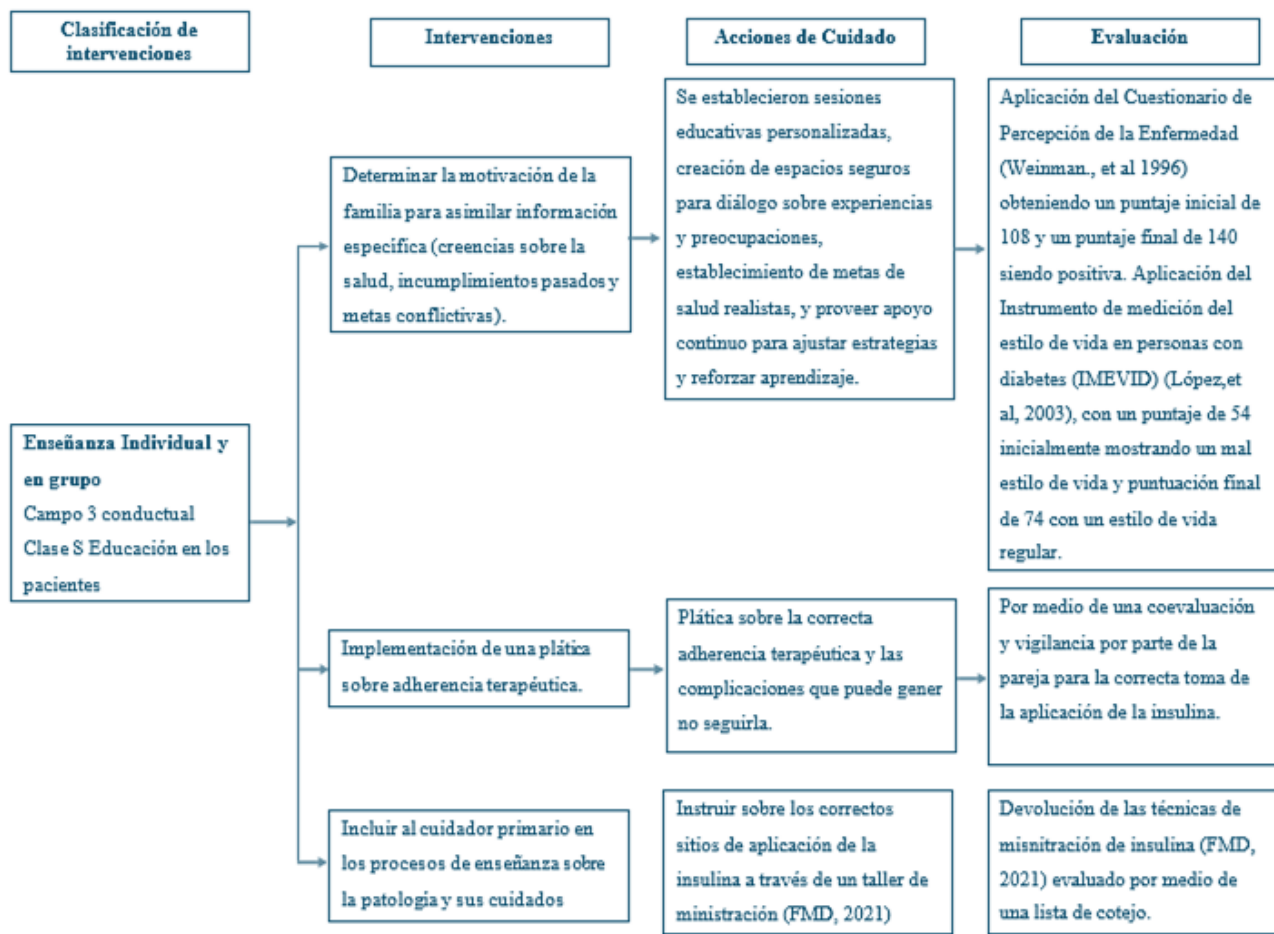 Clasificación de
intervenciones
Intervenciones
Acciones de Cuidado
Evaluación
Enseñanza Individual y
en grupo
Campo 3 conductual
Clase S Educación en los
pacientes
Determinar la motivación de la
familia para asimilar información
específica (creencias sobre la
salud, incumplimientos pasados y
metas conflictivas).
Se establecieron sesiones
educativas personalizadas,
creación de espacios seguros
para diálogo sobre experiencias
y preocupaciones,
establecimiento de metas de
salud realistas, y proveer apoyo
continuo para ajustar estrategias
y reforzar aprendizaje.
Aplicación del Cuestionario de
Percepción de la Enfermedad
(Weinman., et al 1996)
obteniendo un puntaje inicial de
108 y un puntaje final de 140
siendo positiva. Aplicación del
Instrumento de medición del
estilo de vida en personas con
diabetes (IMEVID) (López,et
al, 2003), con un puntaje de 54
inicialmente mostrando un mal
estilo de vida y puntuación final
de 74 con un estilo de vida
regular.
Implementación de una plática
sobre adherencia terapéutica.
Plática sobre la correcta
adherencia terapéutica y las
complicaciones que puede gener
no seguirla.
Por medio de una coevaluación
y vigilancia por parte de la
pareja para la correcta toma de
la aplicación de la insulina.
Incluir al cuidador primario en
los procesos de enseñanza sobre
la patología y sus cuidados
Instruir sobre los correctos
sitios de aplicación de la
insulina a través de un taller de
ministración (FMD, 2021)
Devolución de las técnicas de
misnitración de insulina (FMD,
2021) evaluado por medio de
una lista de cotejo.